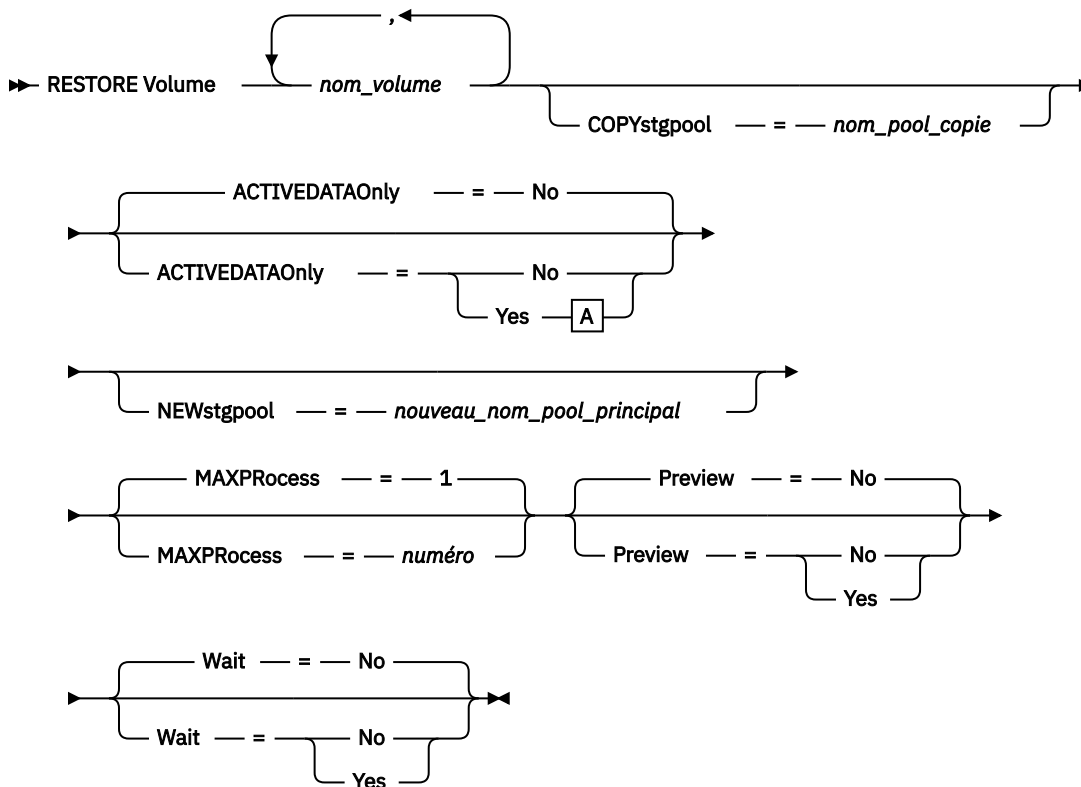 ,
RESTORE Volume nom_volume
COPYstgpool = nom_pool_copie
ACTIVEDATAOnly = No
ACTIVEDATAOnly = No
Yes A
NEWstgpool = nouveau_nom_pool_principal
MAXPRocess = 1 Preview = No
MAXPRocess = numéro Preview = No
Yes
Wait = No
Wait = No
Yes